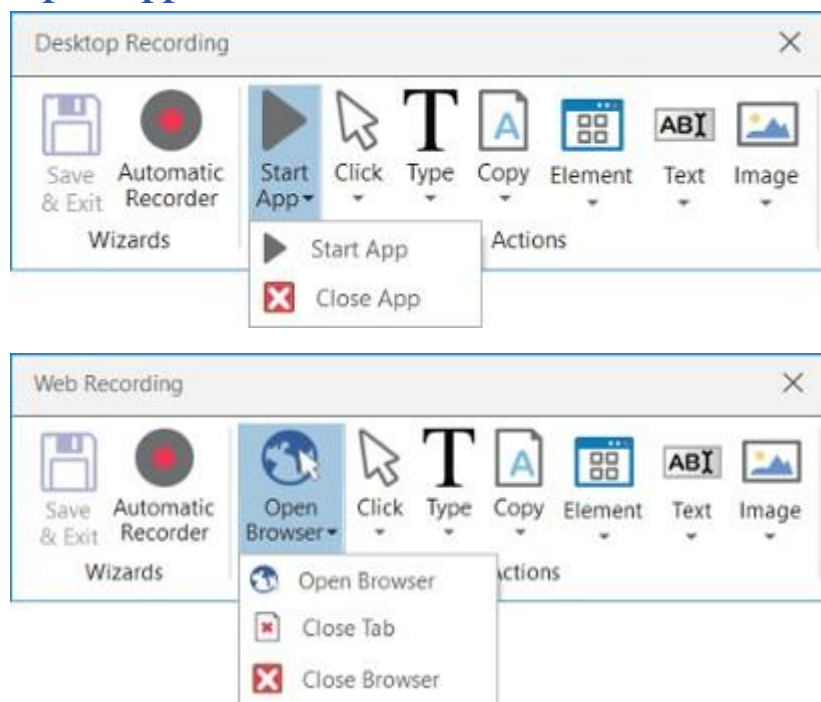 Desktop Recording
Save & Exit
Automatic Recorder
Start App
Click
Type
Copy
Element
Text
Image
Wizards
Actions
Start App
Close App
Web Recording
Save & Exit
Automatic Recorder
Open Browser
Click
Type
Copy
Element
Text
Image
Wizards
Actions
Open Browser
Close Tab
Close Browser